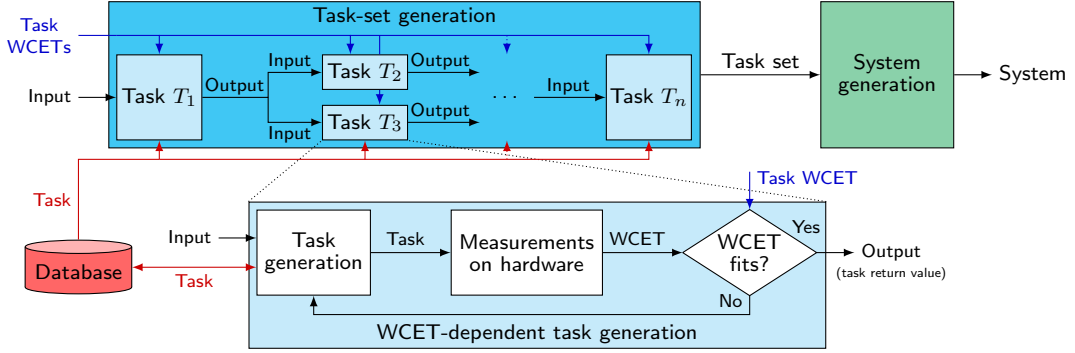 Task-set generation
Task
WCETs
Input
Task T₁
Output
Input
Task T₂
Output
Input
Task T₃
Output
...
Input
Task Tₙ
Task set
System
generation
System
Task
Database
Task
Input
Task
generation
Task
Measurements
on hardware
WCET
Task WCET
WCET
fits?
Yes
No
Output
(task return value)
WCET-dependent task generation